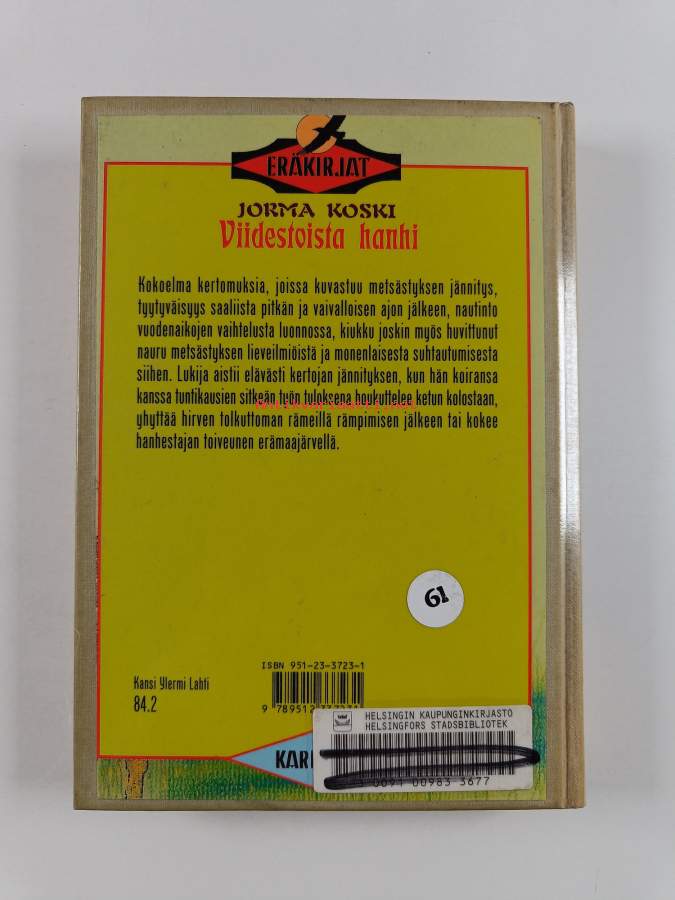 ERÄKIRJAT
JORMA KOSKI
Viidestoista hanhi
Kokoelma kertomuksia, joissa kuvastuu metsästyksen jännitys,
tyytyväisyys saaliista pitkän ja vaivalloisen ajon jälkeen, nautinto
vuodenaikojen vaihtelusta luonnossa, kiukku joskin myös huvittunut
nauru metsästyksen lieveilmiöistä ja monenlaisesta suhtautumisesta
siihen. Lukija aistii elävästi kertojan jännityksen, kun hän koiransa
kanssa tuntikausien sitkeän työn tuloksena houkuttelee ketun kolostaan,
yhyttää hirven tolkuttoman rämeillä rämpimisen jälkeen tai kokee
hanhestajan toiveunen erämaajärvellä.
61
ISBN 951-23-3723-1
Kansi Ylermi Lahti
84.2
HELSINGIN KAUPUNGINKIRJASTO
HELSINGFORS STADSBIBLIOTEK
KARI
00983 3677